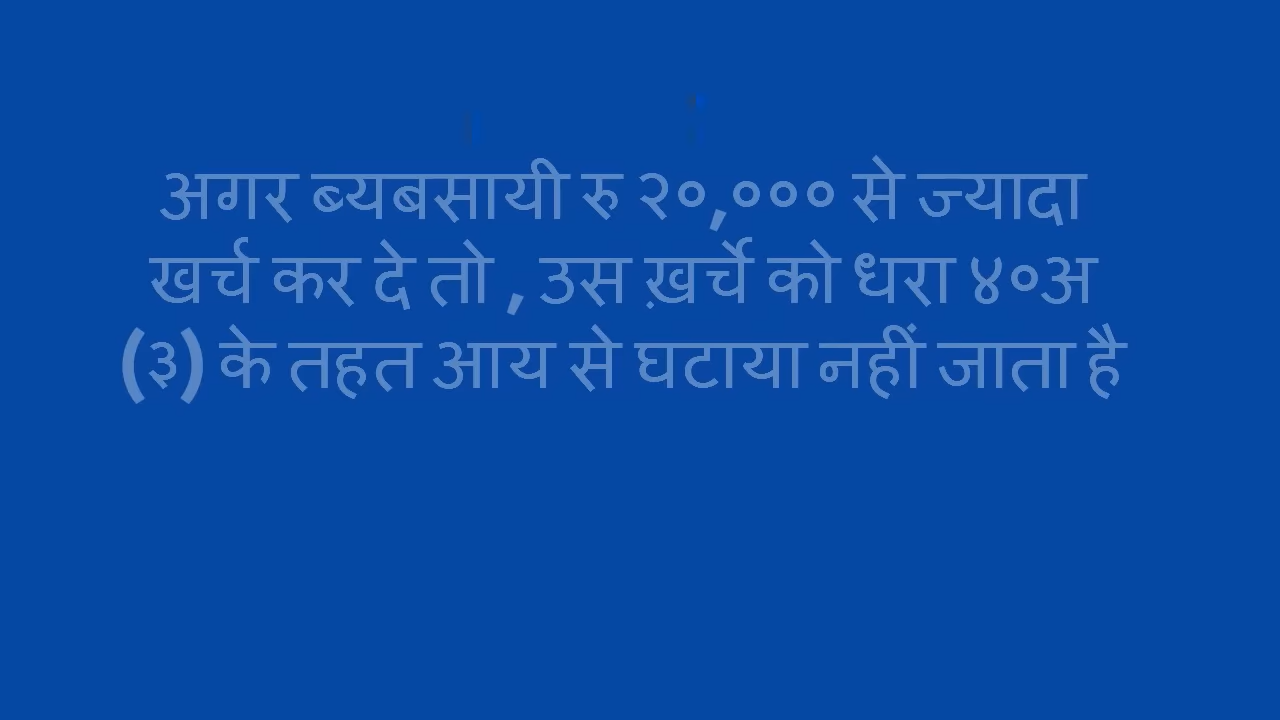 अगर ब्यबसायी रु २०,००० से ज्यादा
खर्च कर दे तो , उस ख़र्चे को धरा ४०अ
(३) के तहत आय से घटाया नहीं जाता है